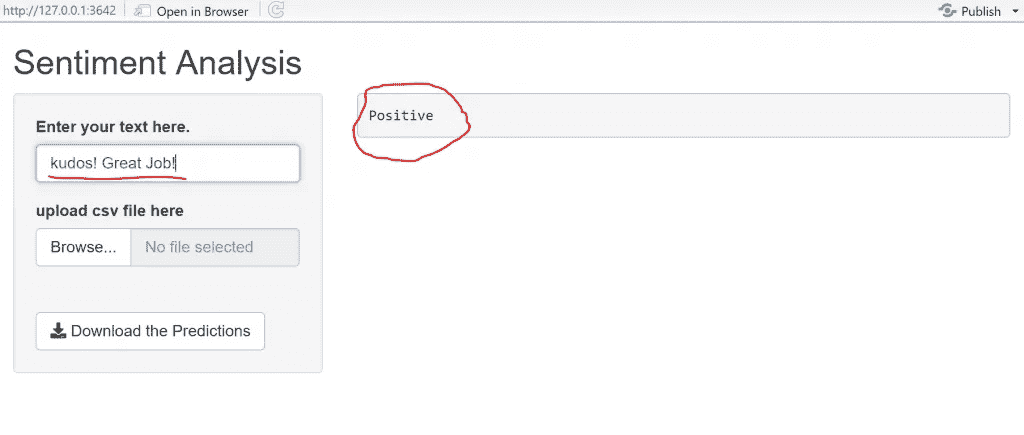 http://127.0.0.1:3642 Open in Browser Publish
Sentiment Analysis
Enter your text here.
kudos! Great Job!
Positive
upload csv file here
Browse... No file selected
Download the Predictions